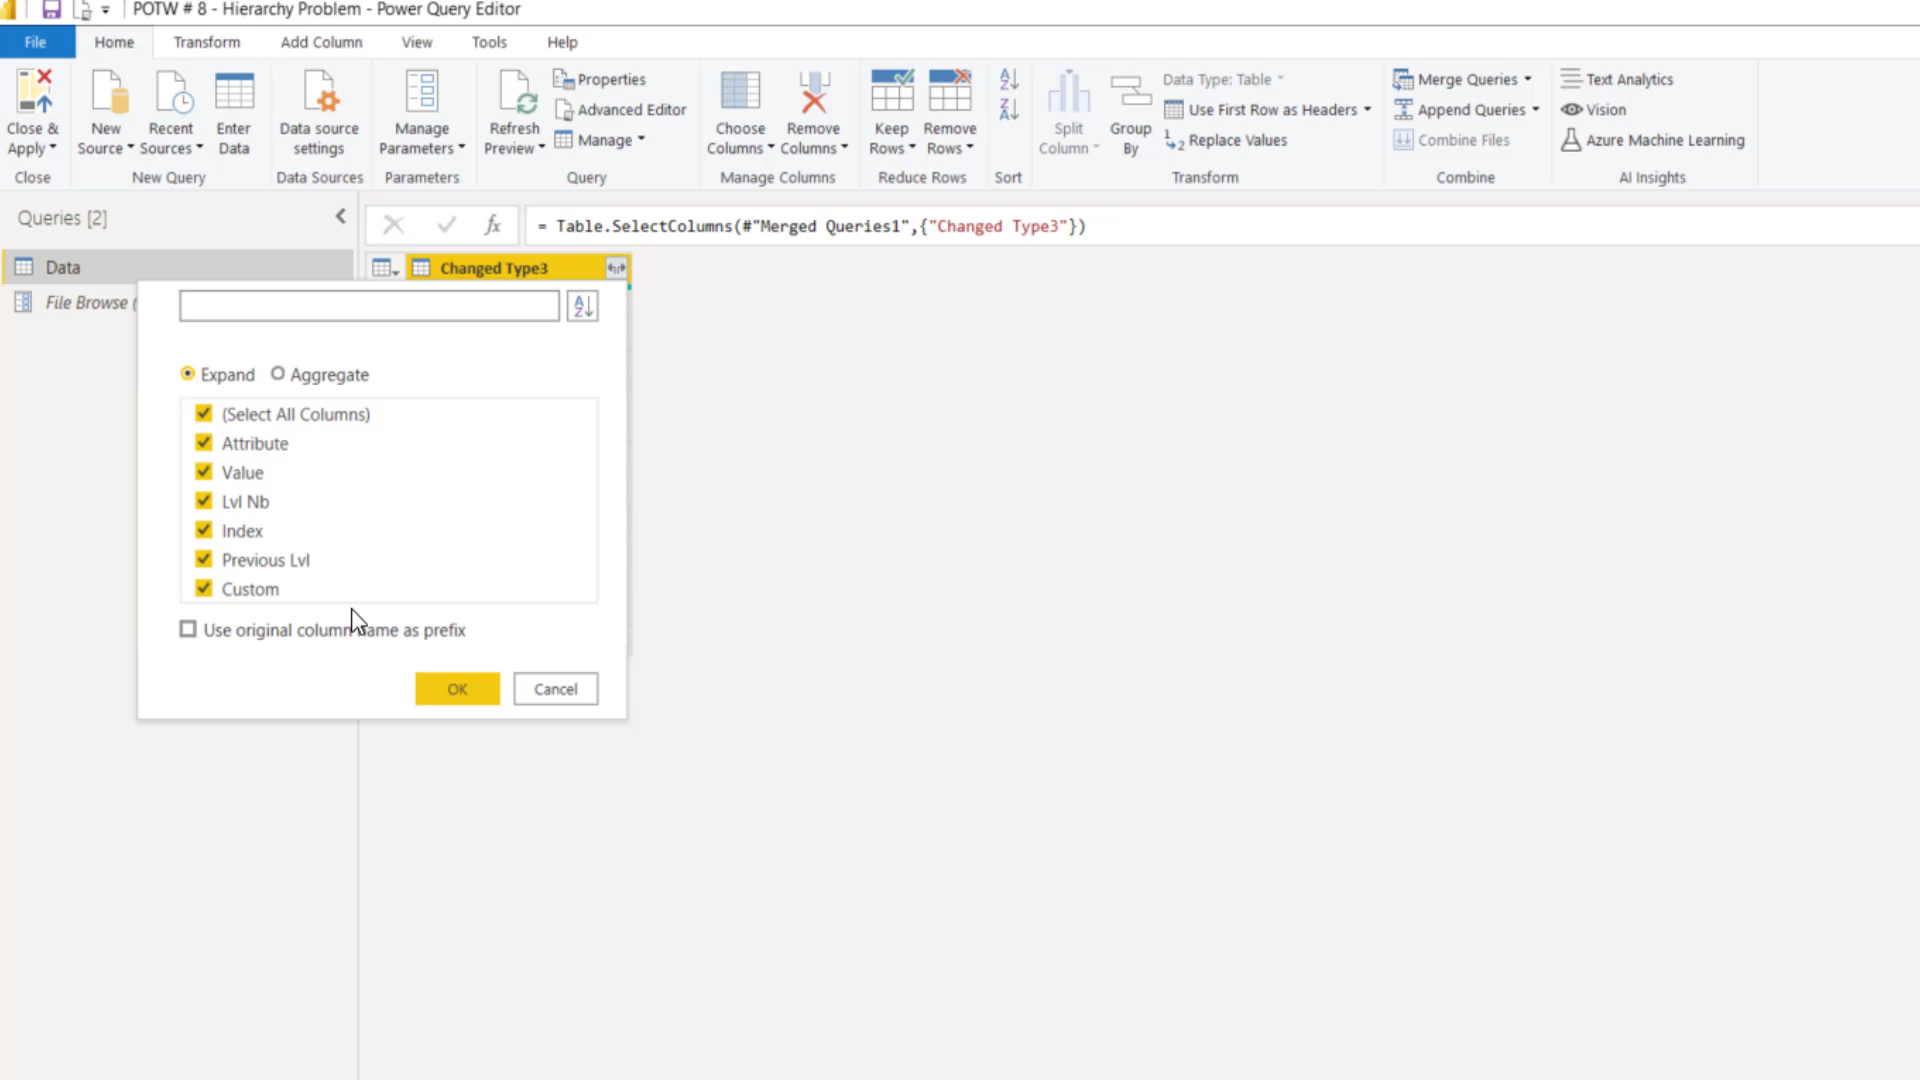 POTW # 8 - Hierarchy Problem - Power Query Editor
File Home Transform Add Column View Tools Help
Close & Apply
New Source
Recent Sources
Enter Data
Data source settings
Manage Parameters
Refresh Preview
Properties
Advanced Editor
Manage
Choose Columns
Remove Columns
Keep Rows
Remove Rows
Split Column
Group By
Data Type: Table
Use First Row as Headers
Replace Values
Merge Queries
Append Queries
Combine Files
Text Analytics
Vision
Azure Machine Learning
Close
New Query
Data Sources
Parameters
Query
Manage Columns
Reduce Rows
Sort
Transform
Combine
AI Insights
Queries [2]
= Table.SelectColumns(#"Merged Queries1",{"Changed Type3"})
Data
Changed Type3
File Browse (
Expand Aggregate
(Select All Columns)
Attribute
Value
Lvl Nb
Index
Previous Lvl
Custom
Use original column name as prefix
OK Cancel